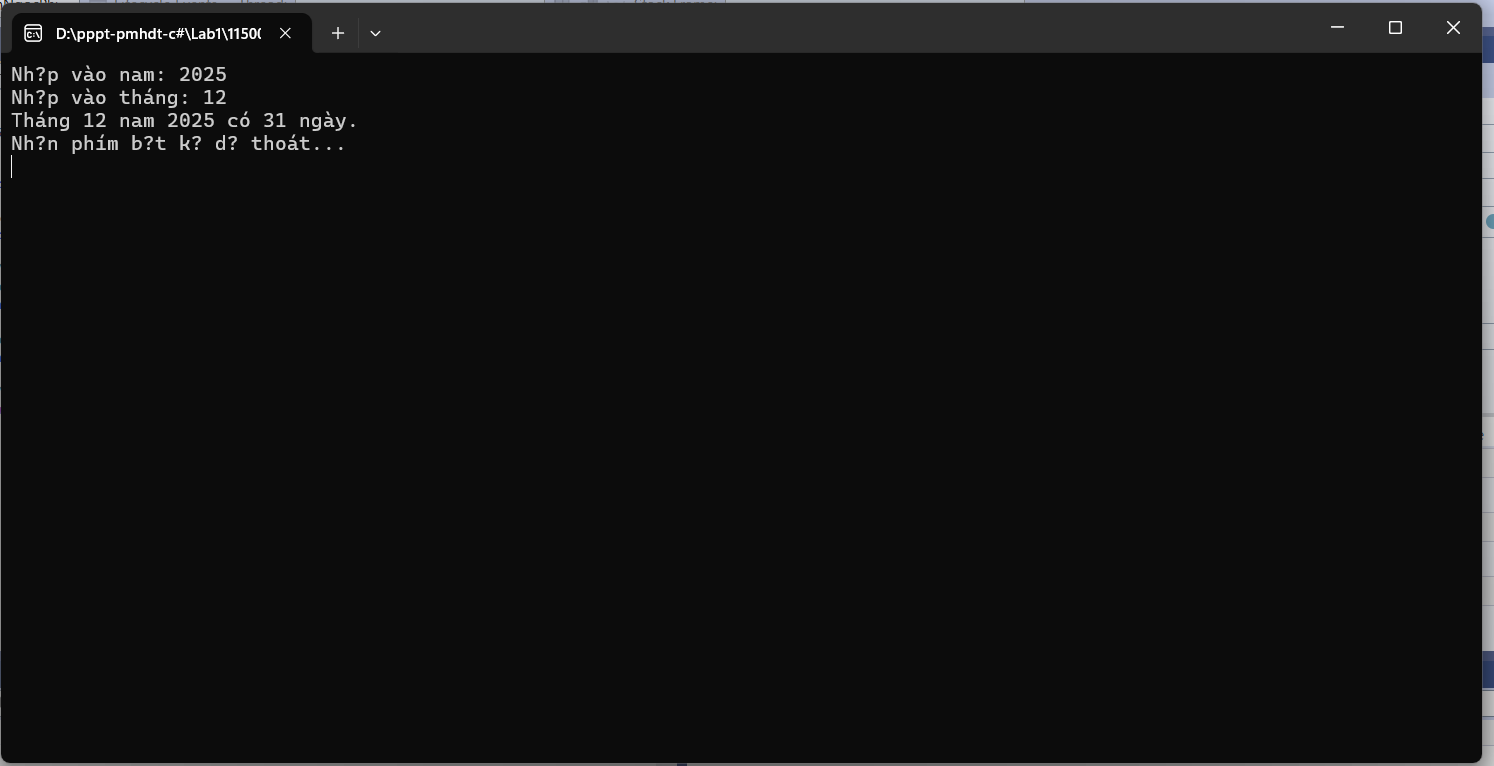 D:\pppt-pmhdt-c#\Lab1\1150(
Nh?p vào nam: 2025
Nh?p vào tháng: 12
Tháng 12 nam 2025 có 31 ngày.
Nh?n phím b?t k? d? thoát...